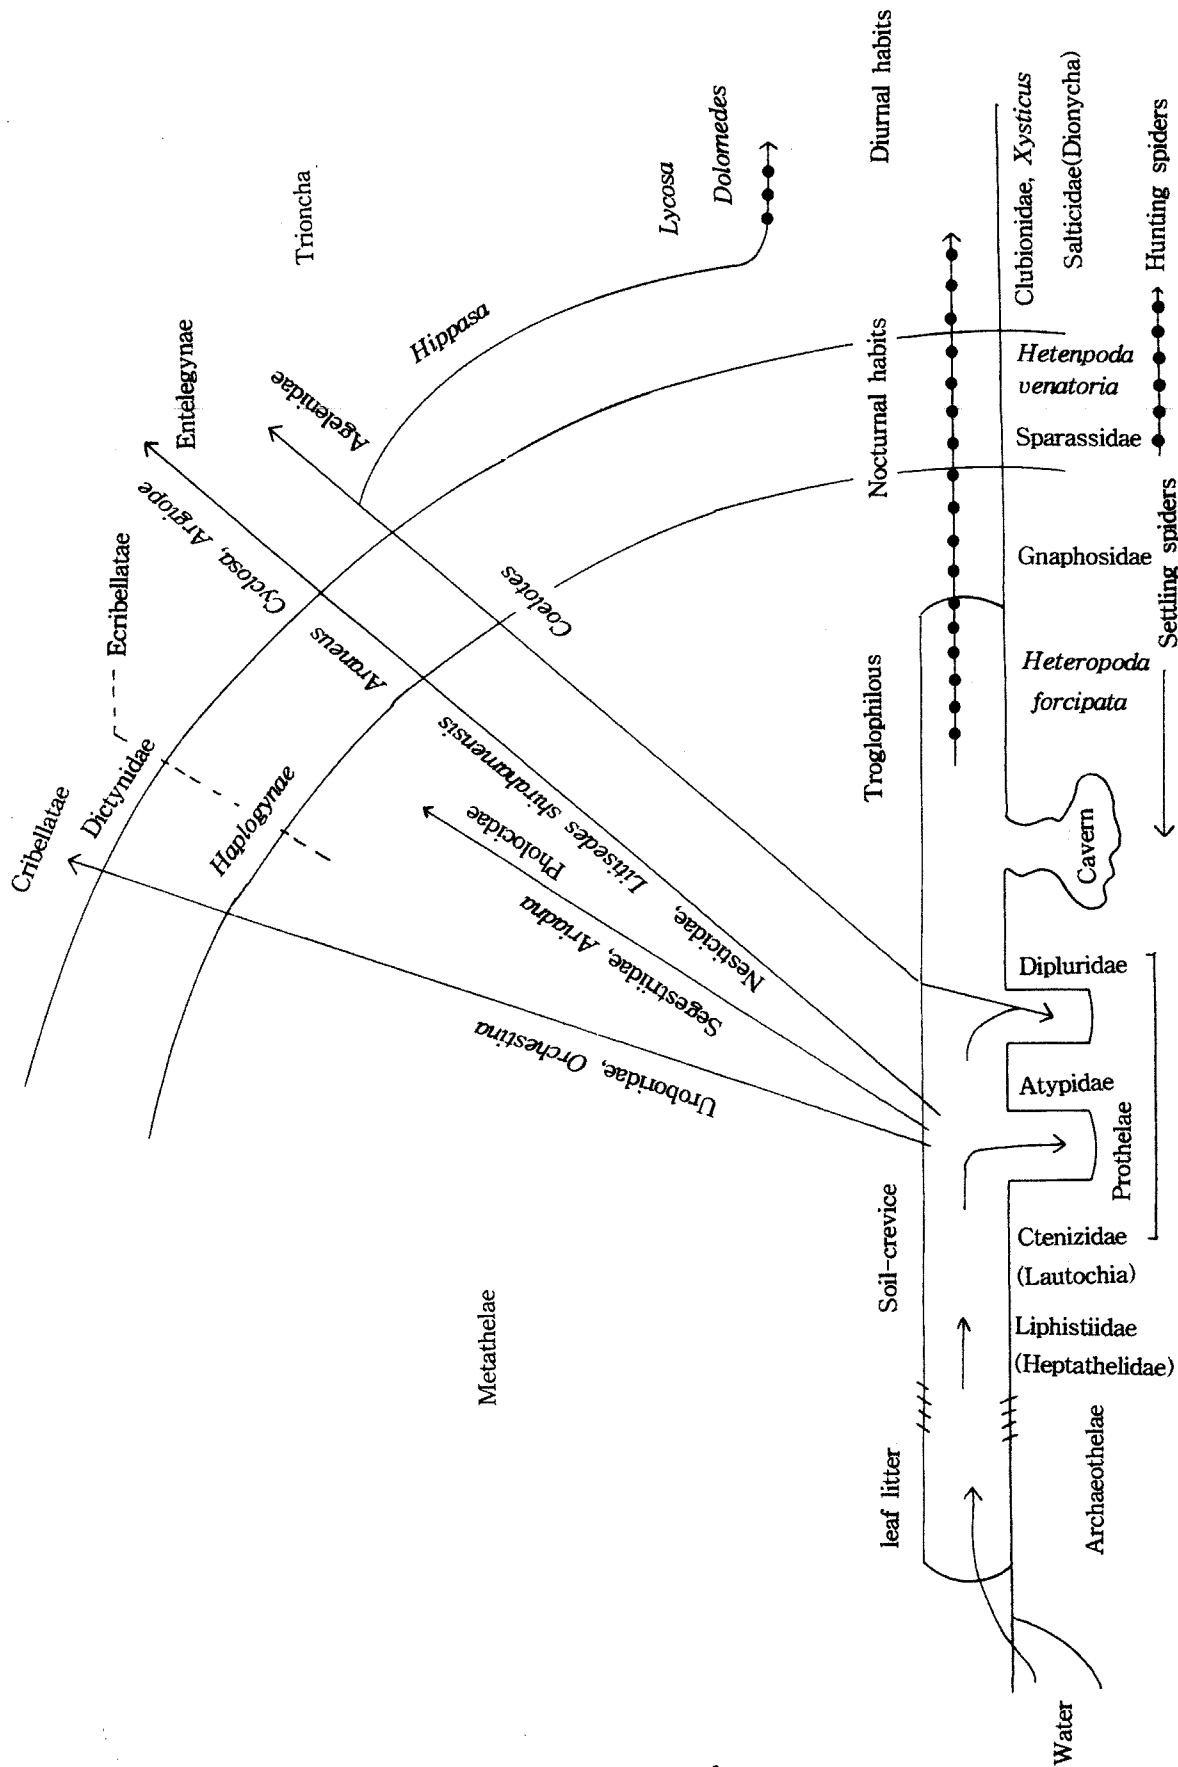 Cribellatae
Dictynidae
Ecribellatae
Entelegynae
Trioncha
Haplogynae
Cyclosa, Argiope
Agelenidae
Hippasa
Lycosa
Dolomedes
Araneus
Coelotes
Litisedes shirahamensis
Nesticidae,
Pholocidae
Segestriidae, Ariadna
Uroboridae, Orchestina
Metathelae
leaf litter
Soil-crevice
Troglophilous
Nocturnal habits
Diurnal habits
Water
Archaeothelae
Liphistiidae
(Heptathelidae)
Ctenizidae
(Lautochia)
Prothelae
Atypidae
Dipluridae
Cavern
Heteropoda
forcipata
Gnaphosidae
Sparassidae
Hetenpoda
venatoria
Clubionidae, Xysticus
Salticidae(Dionycha)
Settling spiders
Hunting spiders